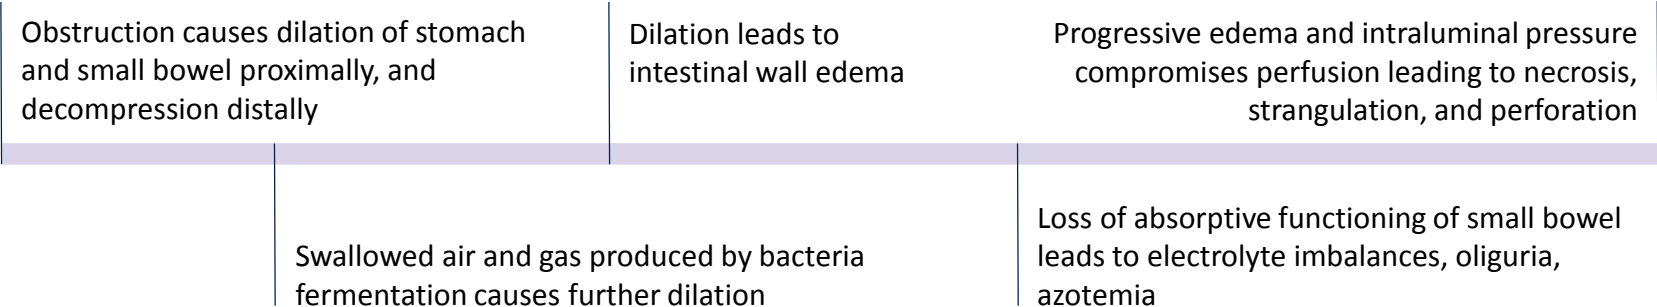 Obstruction causes dilation of stomach
and small bowel proximally, and
decompression distally
Swallowed air and gas produced by bacteria
fermentation causes further dilation
Dilation leads to
intestinal wall edema
Loss of absorptive functioning of small bowel
leads to electrolyte imbalances, oliguria,
azotemia
Progressive edema and intraluminal pressure
compromises perfusion leading to necrosis,
strangulation, and perforation